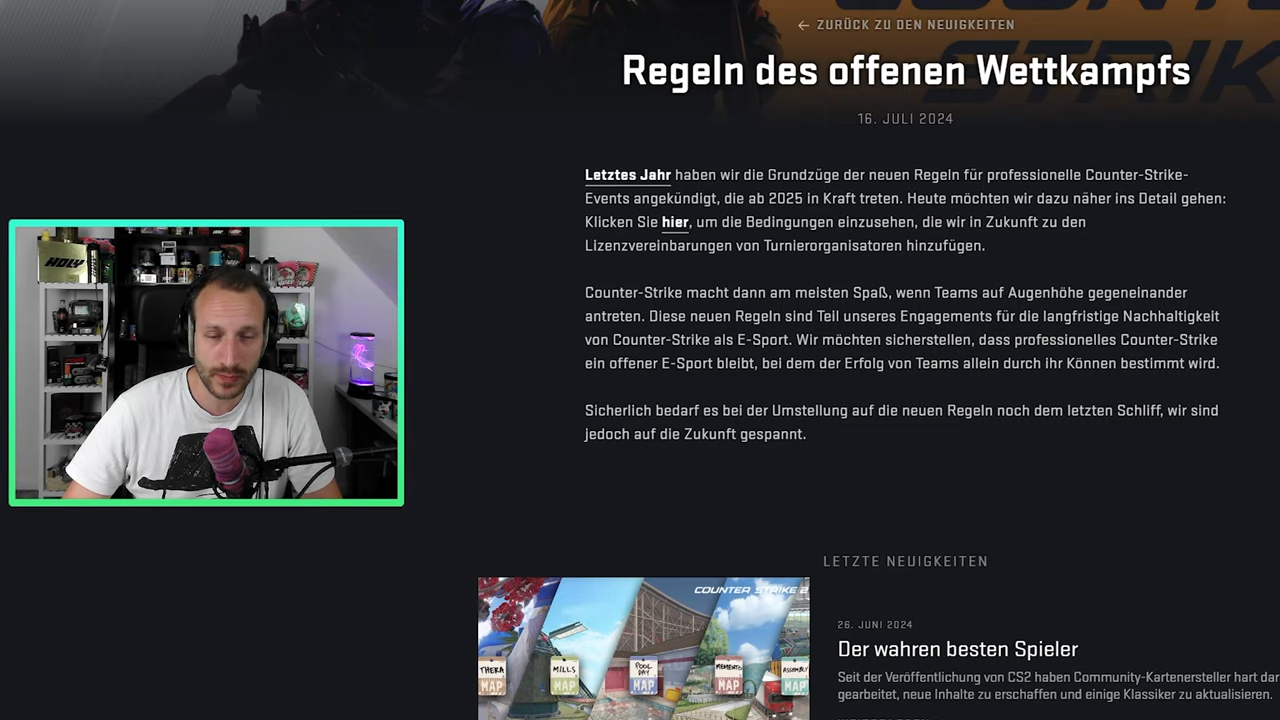 ← ZURÜCK ZU DEN NEUIGKEITEN
Regeln des offenen Wettkampfs
16. JULI 2024
Letztes Jahr haben wir die Grundzüge der neuen Regeln für professionelle Counter-Strike-
Events angekündigt, die ab 2025 in Kraft treten. Heute möchten wir dazu näher ins Detail gehen:
Klicken Sie hier, um die Bedingungen einzusehen, die wir in Zukunft zu den
Lizenzvereinbarungen von Turnierorganisatoren hinzufügen.
Counter-Strike macht dann am meisten Spaß, wenn Teams auf Augenhöhe gegeneinander
antreten. Diese neuen Regeln sind Teil unseres Engagements für die langfristige Nachhaltigkeit
von Counter-Strike als E-Sport. Wir möchten sicherstellen, dass professionelles Counter-Strike
ein offener E-Sport bleibt, bei dem der Erfolg von Teams allein durch ihr Können bestimmt wird.
Sicherlich bedarf es bei der Umstellung auf die neuen Regeln noch dem letzten Schliff, wir sind
jedoch auf die Zukunft gespannt.
HOLY
LETZTE NEUIGKEITEN
COUNTER STRIKE 2
THERA MAP
MILLS MAP
POOL DAY MAP
MEMENTO MAP
ASSEMBLY MAP
26. JUNI 2024
Der wahren besten Spieler
Seit der Veröffentlichung von CS2 haben Community-Kartenersteller hart dar
gearbeitet, neue Inhalte zu erschaffen und einige Klassiker zu aktualisieren.